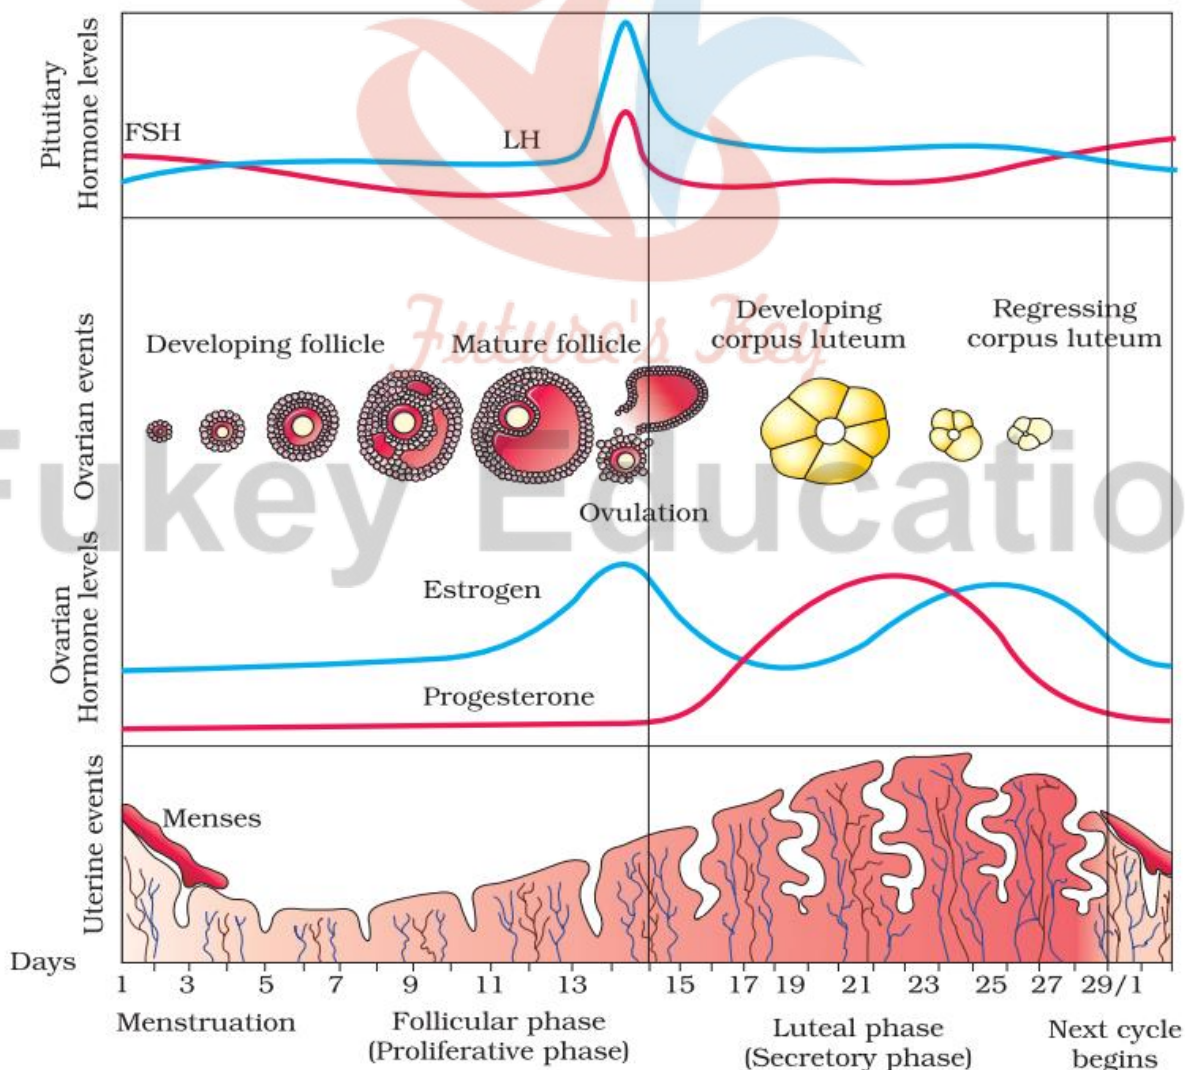 Pituitary
Hormone levels
FSH
LH
Future's Key
Ovarian events
Developing follicle
Mature follicle
Developing
corpus luteum
Regressing
corpus luteum
Fukey Educatio
Ovulation
Ovarian
Hormone levels
Estrogen
Progesterone
Uterine events
Menses
Days
1 3 5 7 9 11 13 15 17 19 21 23 25 27 29/1
Menstruation
Follicular phase
(Proliferative phase)
Luteal phase
(Secretory phase)
Next cycle
begins